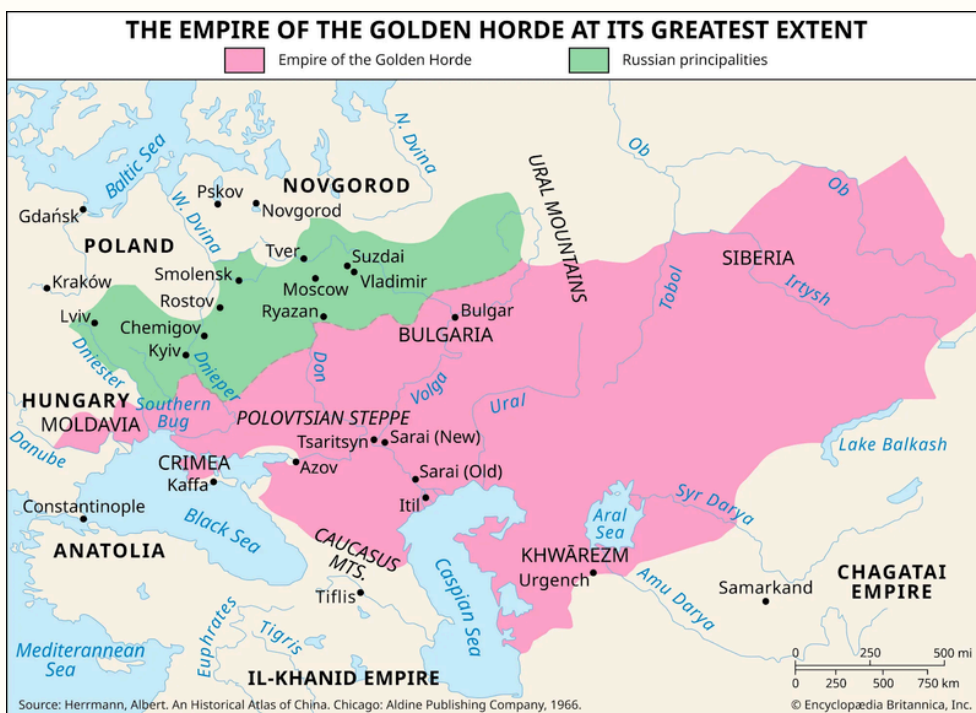 THE EMPIRE OF THE GOLDEN HORDE AT ITS GREATEST EXTENT
Empire of the Golden Horde
Russian principalities
N. Dvina
Ob
Baltic Sea
URAL MOUNTAINS
Pskov
NOVGOROD
Ob
Gdańsk
W. Dvina
Novgorod
POLAND
Tver
Suzdai
SIBERIA
Smolensk
Vladimir
Kraków
Moscow
Tobol
Irtysh
Rostov
Lviv
Ryazan
Bulgar
Chemigov
BULGARIA
Kyiv
Dniester
Dnieper
Don
Volga
Ural
HUNGARY
Southern
Bug
MOLDAVIA
POLOVTSIAN STEPPE
Tsaritsyn
Sarai (New)
Danube
Lake Balkash
CRIMEA
Azov
Sarai (Old)
Kaffa
Itil
Syr Darya
Constantinople
Black Sea
Aral
Sea
ANATOLIA
CAUCASUS
MTS.
KHWĀREZM
Urgench
Caspian Sea
Amu Darya
Samarkand
CHAGATAI
EMPIRE
Tiflis
Euphrates
Tigris
Mediterannean
Sea
IL-KHANID EMPIRE
0 250 500 mi
0 250 500 750 km
Source: Herrmann, Albert. An Historical Atlas of China. Chicago: Aldine Publishing Company, 1966.
© Encyclopædia Britannica, Inc.